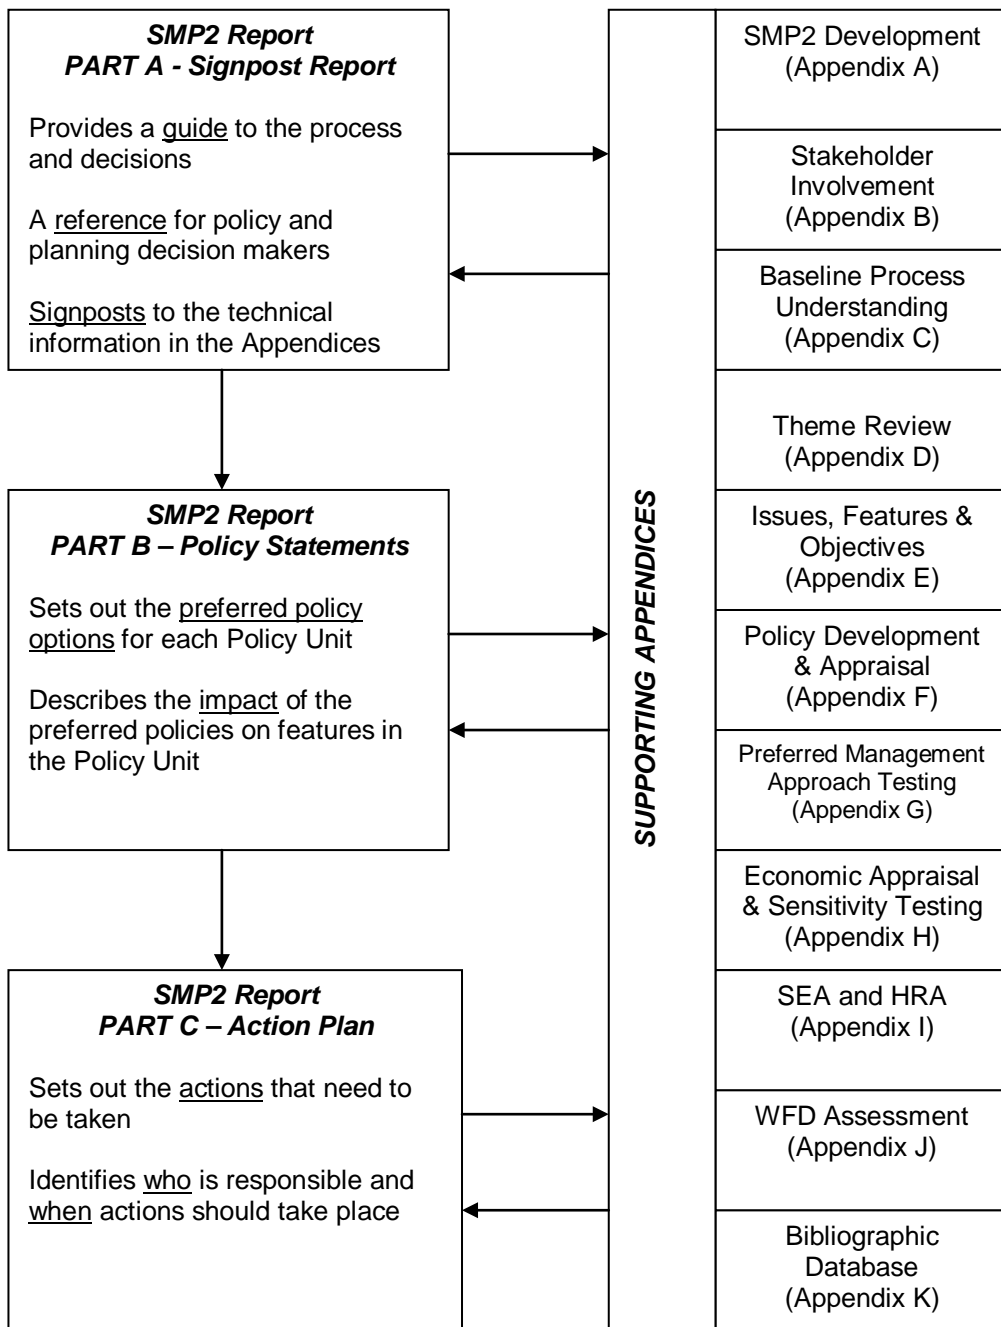 SMP2 Report
PART A - Signpost Report
Provides a guide to the process
and decisions
A reference for policy and
planning decision makers
Signposts to the technical
information in the Appendices
SMP2 Report
PART B – Policy Statements
Sets out the preferred policy
options for each Policy Unit
Describes the impact of the
preferred policies on features in
the Policy Unit
SMP2 Report
PART C – Action Plan
Sets out the actions that need to
be taken
Identifies who is responsible and
when actions should take place
SUPPORTING APPENDICES
SMP2 Development
(Appendix A)
Stakeholder
Involvement
(Appendix B)
Baseline Process
Understanding
(Appendix C)
Theme Review
(Appendix D)
Issues, Features &
Objectives
(Appendix E)
Policy Development
& Appraisal
(Appendix F)
Preferred Management
Approach Testing
(Appendix G)
Economic Appraisal
& Sensitivity Testing
(Appendix H)
SEA and HRA
(Appendix I)
WFD Assessment
(Appendix J)
Bibliographic
Database
(Appendix K)